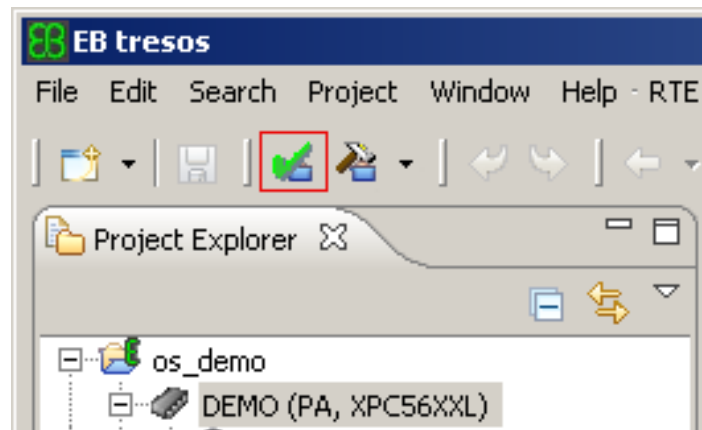 EB tresos
File Edit Search Project Window Help - RTE
Project Explorer
os_demo
DEMO (PA, XPC56XXL)